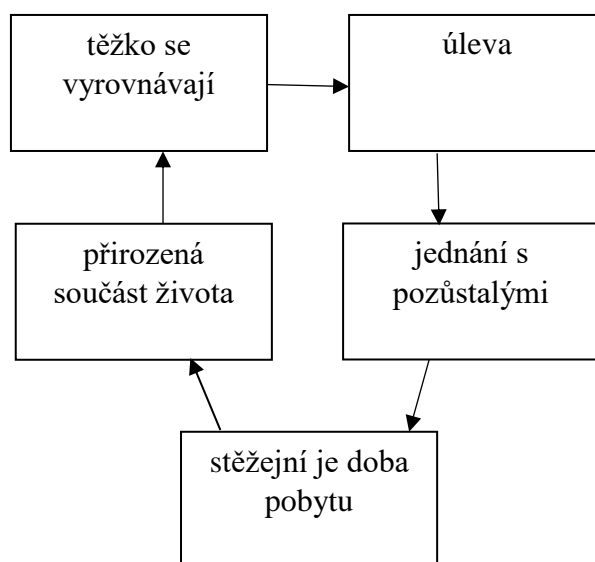 těžko se
vyrovnávají
úleva
přirozená
součást života
jednání s
pozůstalými
stěžejní je doba
pobytu